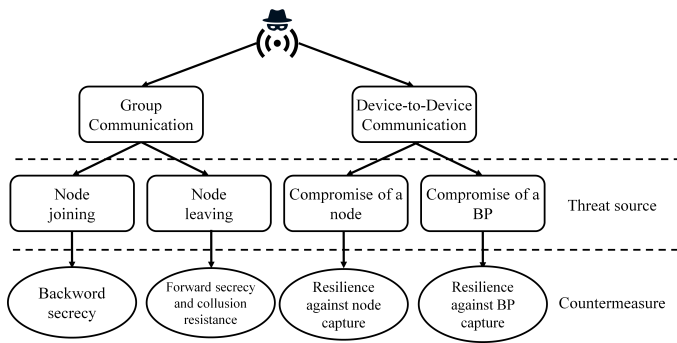 Group
Communication
Device-to-Device
Communication
Node
joining
Node
leaving
Compromise of a
node
Compromise of a
BP
Threat source
Backword
secrecy
Forward secrecy
and collusion
resistance
Resilience
against node
capture
Resilience
against BP
capture
Countermeasure